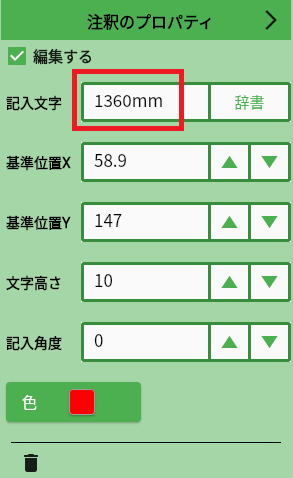 注釈のプロパティ
編集する
記入文字 1360mm 辞書
基準位置X 58.9
基準位置Y 147
文字高さ 10
記入角度 0
色